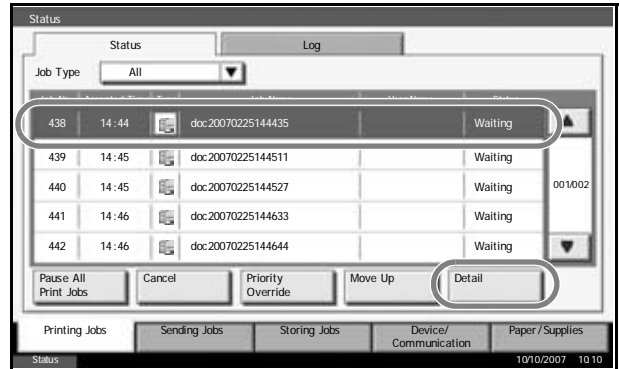 Status
Status Log
Job Type All
438 14:44 doc20070225144435 Waiting
439 14:45 doc20070225144511 Waiting
440 14:45 doc20070225144527 Waiting
441 14:46 doc20070225144633 Waiting
442 14:46 doc20070225144644 Waiting
001/002
Pause All Cancel Priority Move Up Detail
Print Jobs Override
Printing Jobs Sending Jobs Storing Jobs Device/ Paper/Supplies
Communication
Status 10/10/2007 10:10